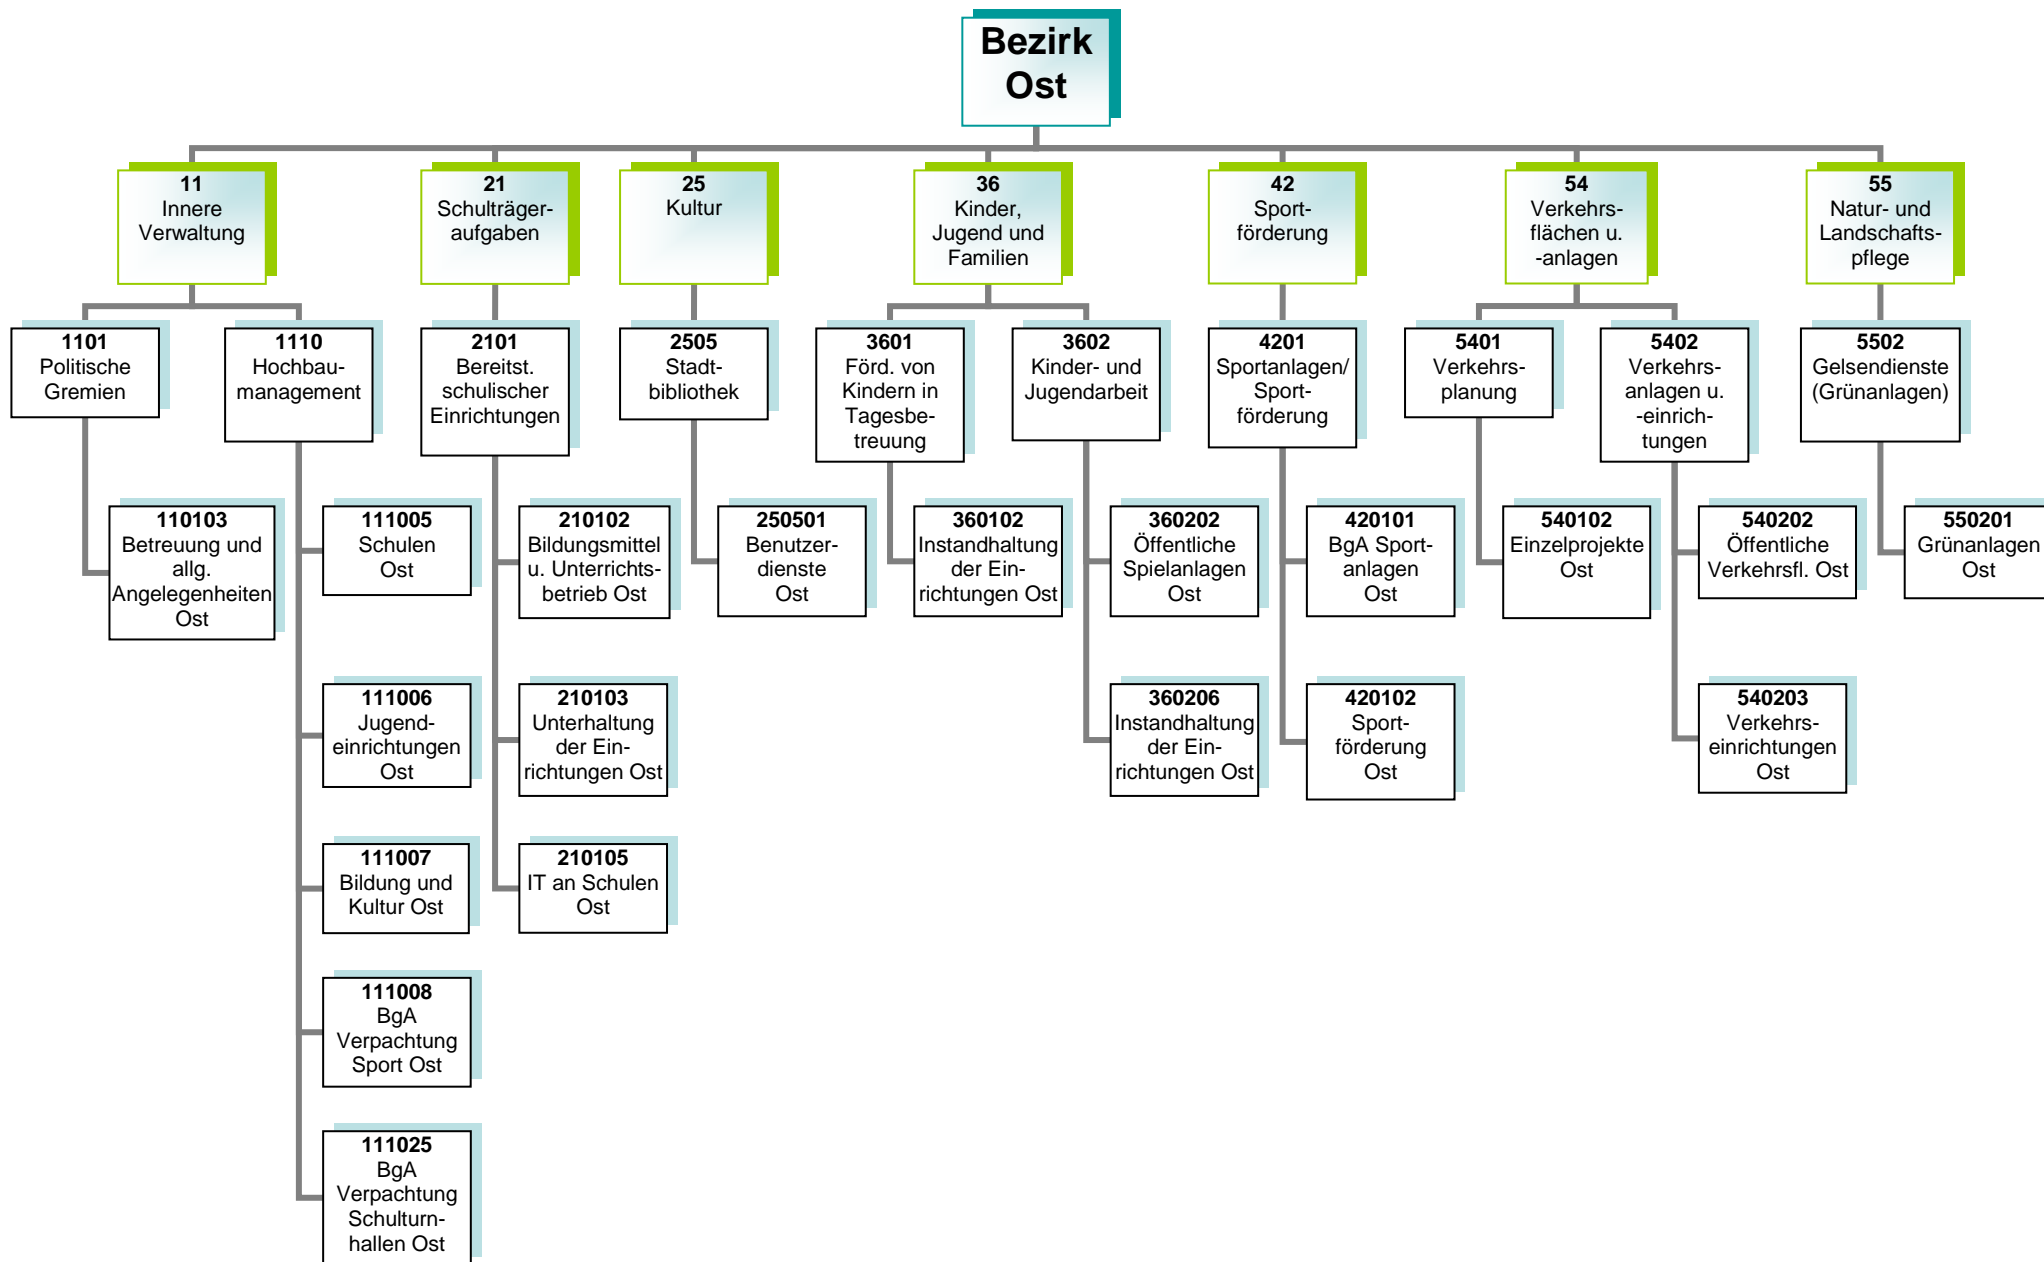 Bezirk
Ost
11
Innere
Verwaltung
21
Schulträger-
aufgaben
25
Kultur
36
Kinder,
Jugend und
Familien
42
Sport-
förderung
54
Verkehrs-
flächen u.
-anlagen
55
Natur- und
Landschafts-
pflege
1101
Politische
Gremien
1110
Hochbau-
management
2101
Bereitst.
schulischer
Einrichtungen
2505
Stadt-
bibliothek
3601
Förd. von
Kindern in
Tagesbe-
treuung
3602
Kinder- und
Jugendarbeit
4201
Sportanlagen/
Sport-
förderung
5401
Verkehrs-
planung
5402
Verkehrs-
anlagen u.
-einrich-
tungen
5502
Gelsendienste
(Grünanlagen)
110103
Betreuung und
allg.
Angelegenheiten
Ost
111005
Schulen
Ost
210102
Bildungsmittel
u. Unterrichts-
betrieb Ost
250501
Benutzer-
dienste
Ost
360102
Instandhaltung
der Ein-
richtungen Ost
360202
Öffentliche
Spielanlagen
Ost
420101
BgA Sport-
anlagen
Ost
540102
Einzelprojekte
Ost
540202
Öffentliche
Verkehrsfl. Ost
550201
Grünanlagen
Ost
111006
Jugend-
einrichtungen
Ost
210103
Unterhaltung
der Ein-
richtungen Ost
360206
Instandhaltung
der Ein-
richtungen Ost
420102
Sport-
förderung
Ost
540203
Verkehrs-
einrichtungen
Ost
111007
Bildung und
Kultur Ost
210105
IT an Schulen
Ost
111008
BgA
Verpachtung
Sport Ost
111025
BgA
Verpachtung
Schulturn-
hallen Ost